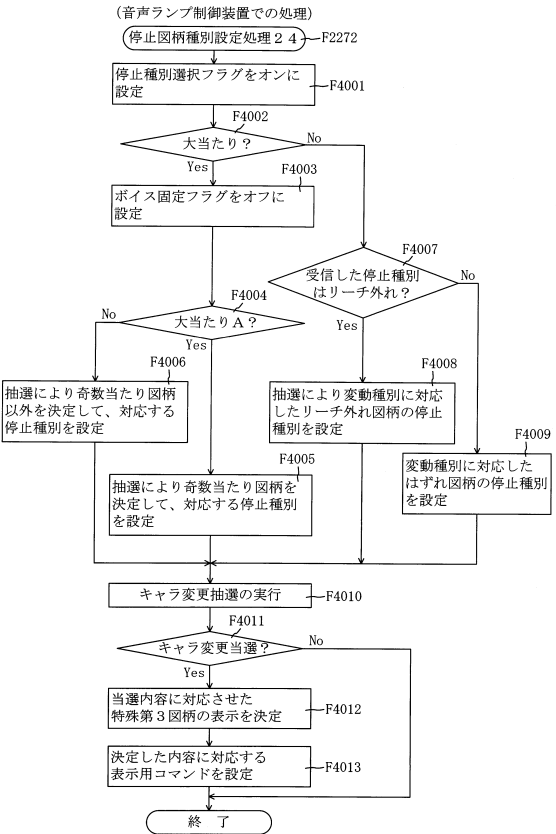 (音声ランプ制御装置での処理)
停止図柄種別設定処理24
F2272
停止種別選択フラグをオンに
設定
F4001
F4002
大当たり？
No
Yes
F4003
ボイス固定フラグをオフに
設定
F4007
受信した停止種別
はリーチ外れ？
No
Yes
F4004
大当たりA？
No
Yes
F4006
抽選により奇数当たり図柄
以外を決定して、対応する
停止種別を設定
F4008
抽選により変動種別に対応
したリーチ外れ図柄の停止
種別を設定
F4009
変動種別に対応した
はずれ図柄の停止種別
を設定
F4005
抽選により奇数当たり図柄を
決定して、対応する停止種別
を設定
キャラ変更抽選の実行
F4010
F4011
キャラ変更当選？
No
Yes
当選内容に対応させた
特殊第3図柄の表示を決定
F4012
決定した内容に対応する
表示用コマンドを設定
F4013
終 了